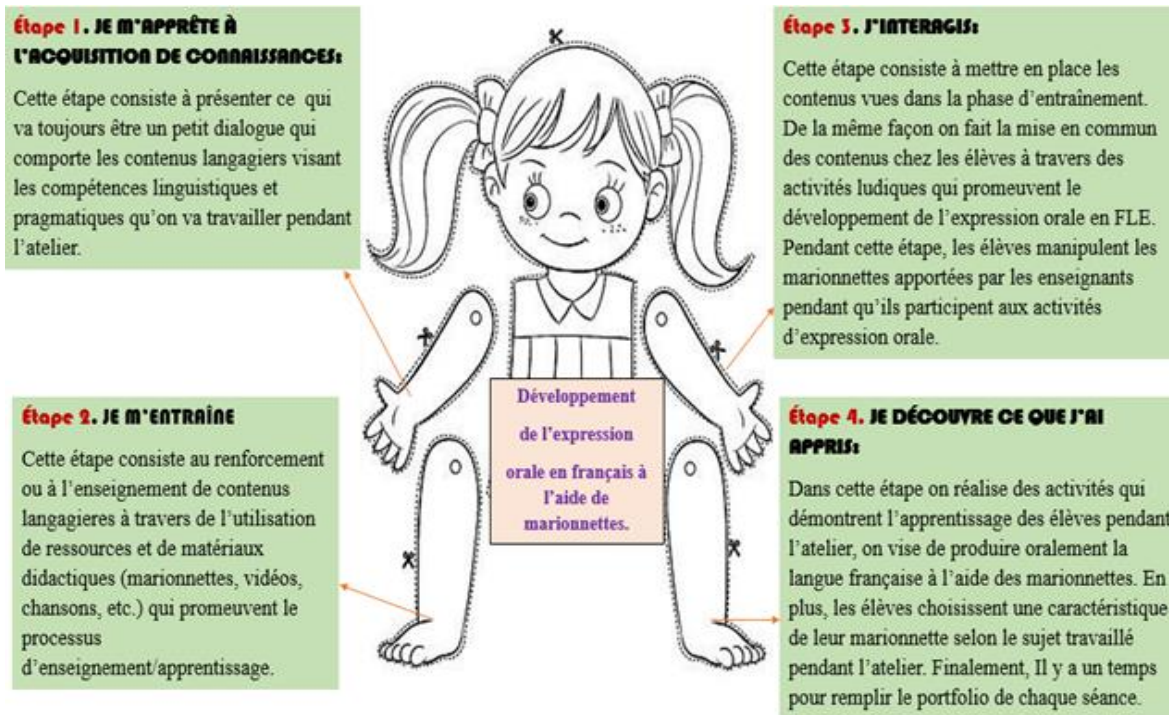 Étape 1. JE M'APPRÊTE À
L'ACQUISITION DE CONNAISSANCES:
Cette étape consiste à présenter ce qui
va toujours être un petit dialogue qui
comporte les contenus langagiers visant
les compétences linguistiques et
pragmatiques qu'on va travailler pendant
l'atelier.
Étape 2. JE M'ENTRAÎNE
Cette étape consiste au renforcement
ou à l'enseignement de contenus
langagieres à travers de l'utilisation
de ressources et de matériaux
didactiques (marionnettes, vidéos,
chansons, etc.) qui promeuvent le
processus
d'enseignement/apprentissage.
Développement
de l'expression
orale en français à
l'aide de
marionnettes.
Étape 3. J'INTERAGIS:
Cette étape consiste à mettre en place les
contenus vues dans la phase d'entraînement.
De la même façon on fait la mise en commun
des contenus chez les élèves à travers des
activités ludiques qui promeuvent le
développement de l'expression orale en FLE.
Pendant cette étape, les élèves manipulent les
marionnettes apportées par les enseignants
pendant qu'ils participent aux activités
d'expression orale.
Étape 4. JE DÉCOUVRE CE QUE J'AI
APPRIS:
Dans cette étape on réalise des activités qui
démontrent l'apprentissage des élèves pendant
l'atelier, on vise de produire oralement la
langue française à l'aide des marionnettes. En
plus, les élèves choisissent une caractéristique
de leur marionnette selon le sujet travaillé
pendant l'atelier. Finalement, Il y a un temps
pour remplir le portfolio de chaque séance.